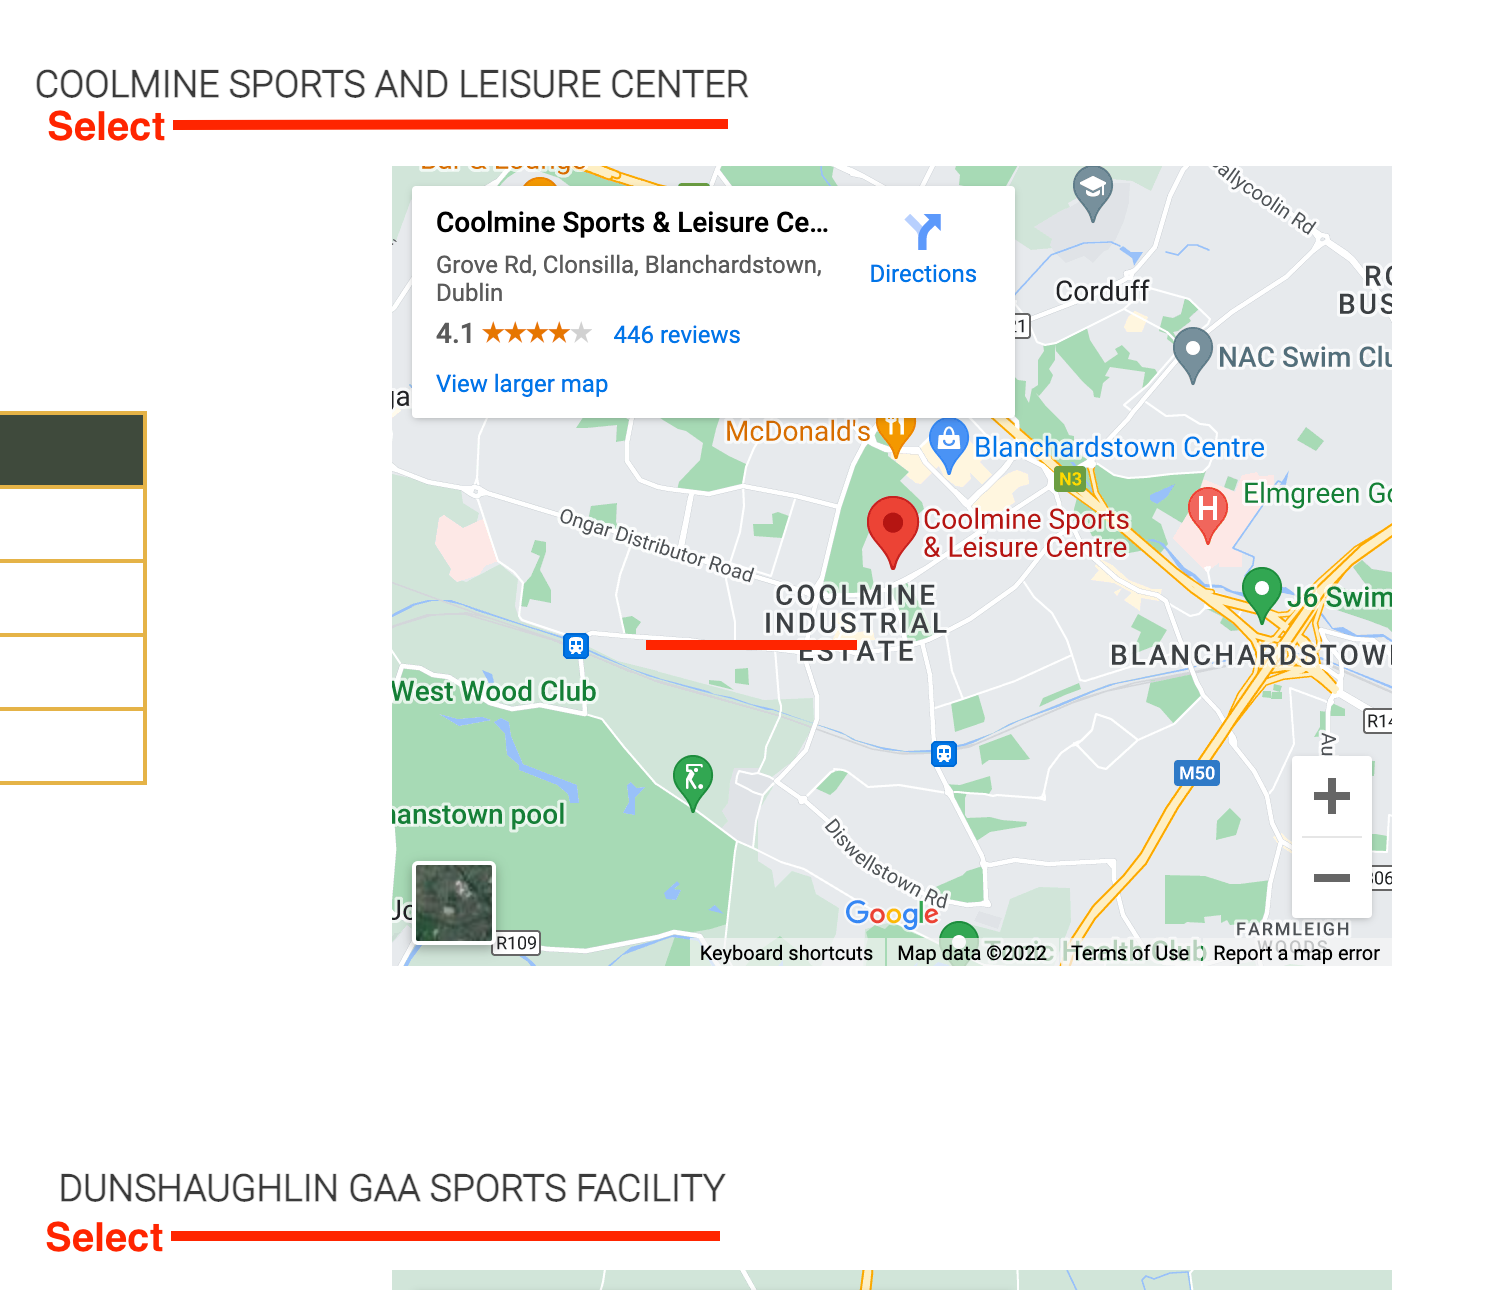 COOLMINE SPORTS AND LEISURE CENTER
Select
Coolmine Sports & Leisure Ce...
Grove Rd, Clonsilla, Blanchardstown,
Dublin
4.1
446 reviews
View larger map
Directions
Corduff
NAC Swim Clu
McDonald's
Blanchardstown Centre
N3
Elmgreen Go
Ongar Distributor Road
Coolmine Sports
& Leisure Centre
COOLMINE
INDUSTRIAL
ESTATE
J6 Swim
BLANCHARDSTOW
West Wood Club
R14
M50
anstown pool
Diswellstown Rd
Google
R109
FARMLEIGH
WOODS
Keyboard shortcuts
Map data ©2022
Terms of Use
Report a map error
DUNSHAUGHLIN GAA SPORTS FACILITY
Select